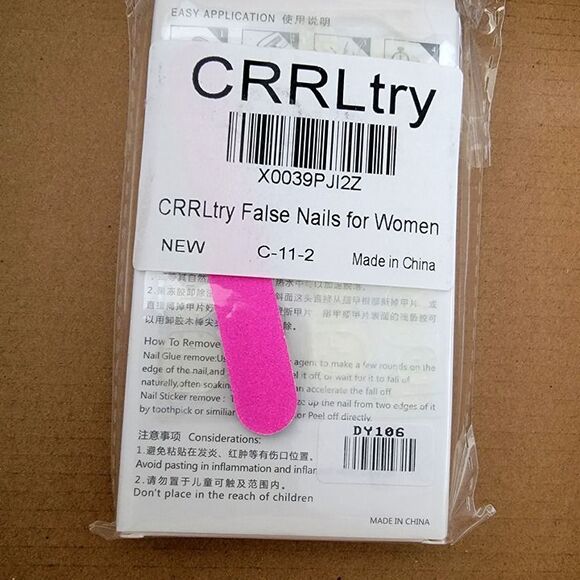 EASY APPLICATION 使用说明
CRRLtry
X0039PJI2Z
CRRLtry False Nails for Women
NEW C-11-2 Made in China
How To Remove
Nail Glue remove: agent to make a few rounds on the
edge of the nail, and it off, or wait for it to fall of
naturally, often an accelerate the fall off
Nail Sticker remove : up the nail from two edges of it
by toothpick or or Peel off directly.
DY106
注意事项 Considerations:
1.避免粘贴在发炎、红肿等有伤口位置。
Avoid pasting in inflammation and
2.请勿置于儿童可触及范围内。
Don't place in the reach of children
MADE IN CHINA